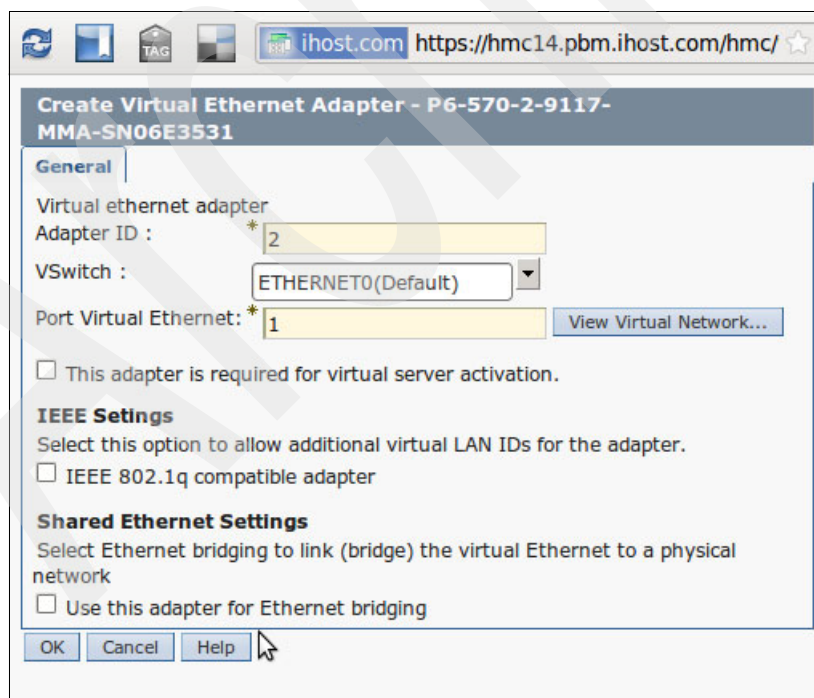 TAG
ihost.com https://hmc14.pbm.ihost.com/hmc/
Create Virtual Ethernet Adapter - P6-570-2-9117-
MMA-SN06E3531
General
Virtual ethernet adapter
Adapter ID : * 2
VSwitch : ETHERNET0(Default)
Port Virtual Ethernet: * 1 View Virtual Network...
This adapter is required for virtual server activation.
IEEE Setings
Select this option to allow additional virtual LAN IDs for the adapter.
IEEE 802.1q compatible adapter
Shared Ethernet Settings
Select Ethernet bridging to link (bridge) the virtual Ethernet to a physical
network
Use this adapter for Ethernet bridging
OK Cancel Help